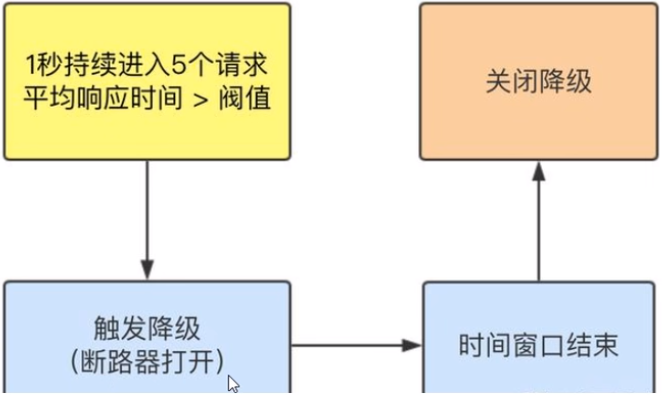 1秒持续进入5个请求
平均响应时间 > 阀值
关闭降级
触发降级
(断路器打开)
时间窗口结束